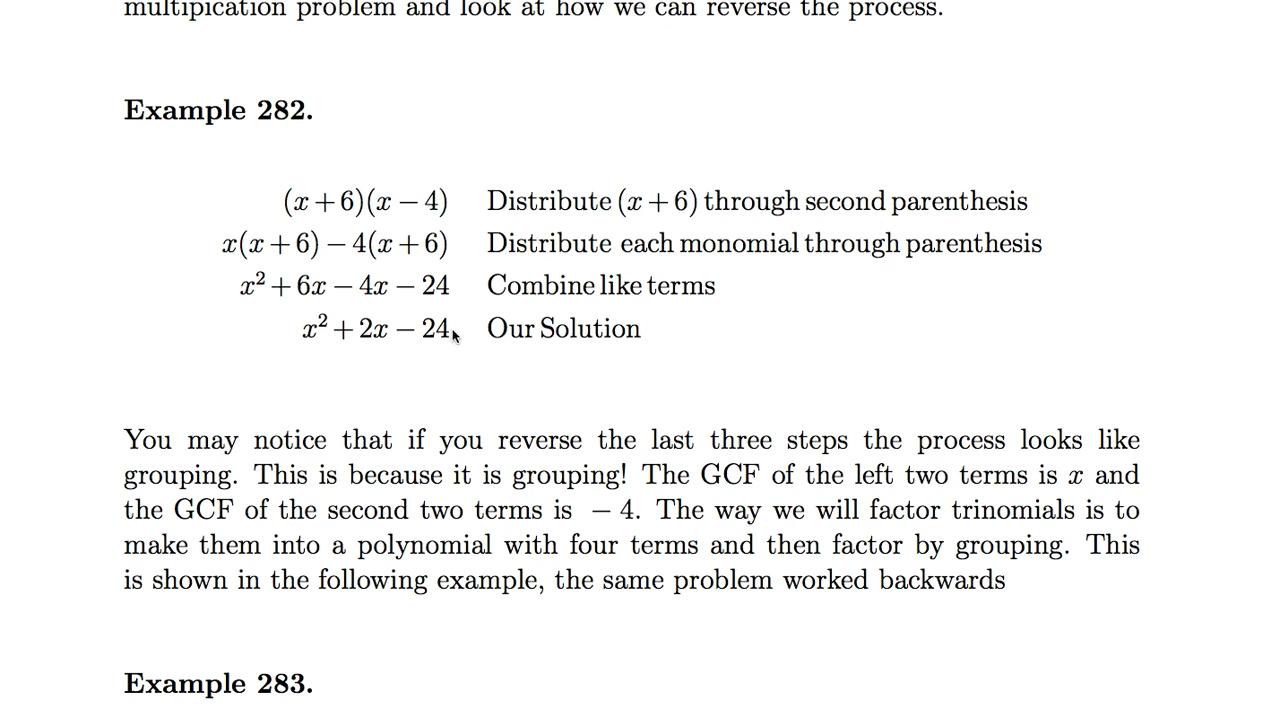 multipication problem and look at how we can reverse the process.
Example 282.
(x + 6)(x − 4) Distribute (x + 6) through second parenthesis
x(x + 6) − 4(x + 6) Distribute each monomial through parenthesis
x² + 6x − 4x − 24 Combine like terms
x² + 2x − 24 Our Solution
You may notice that if you reverse the last three steps the process looks like
grouping. This is because it is grouping! The GCF of the left two terms is x and
the GCF of the second two terms is − 4. The way we will factor trinomials is to
make them into a polynomial with four terms and then factor by grouping. This
is shown in the following example, the same problem worked backwards
Example 283.